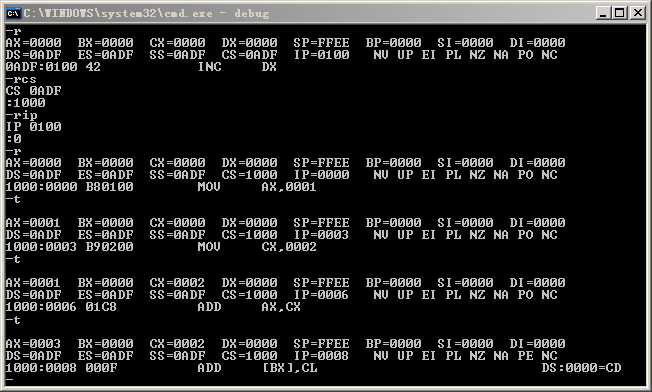 C:\WINDOWS\system32\cmd.exe - debug
-r
AX=0000  BX=0000  CX=0000  DX=0000  SP=FFEE  BP=0000  SI=0000  DI=0000
DS=0ADF  ES=0ADF  SS=0ADF  CS=0ADF  IP=0100   NV UP EI PL NZ NA PO NC
0ADF:0100 42            INC     DX
-rcs
CS 0ADF
:1000
-rip
IP 0100
:0
-r
AX=0000  BX=0000  CX=0000  DX=0000  SP=FFEE  BP=0000  SI=0000  DI=0000
DS=0ADF  ES=0ADF  SS=0ADF  CS=1000  IP=0000   NV UP EI PL NZ NA PO NC
1000:0000 B80100        MOV     AX,0001
-t
AX=0001  BX=0000  CX=0000  DX=0000  SP=FFEE  BP=0000  SI=0000  DI=0000
DS=0ADF  ES=0ADF  SS=0ADF  CS=1000  IP=0003   NV UP EI PL NZ NA PO NC
1000:0003 B90200        MOV     CX,0002
-t
AX=0001  BX=0000  CX=0002  DX=0000  SP=FFEE  BP=0000  SI=0000  DI=0000
DS=0ADF  ES=0ADF  SS=0ADF  CS=1000  IP=0006   NV UP EI PL NZ NA PO NC
1000:0006 01C8          ADD     AX,CX
-t
AX=0003  BX=0000  CX=0002  DX=0000  SP=FFEE  BP=0000  SI=0000  DI=0000
DS=0ADF  ES=0ADF  SS=0ADF  CS=1000  IP=0008   NV UP EI PL NZ NA PE NC
1000:0008 000F          ADD     [BX],CL                            DS:0000=CD
-